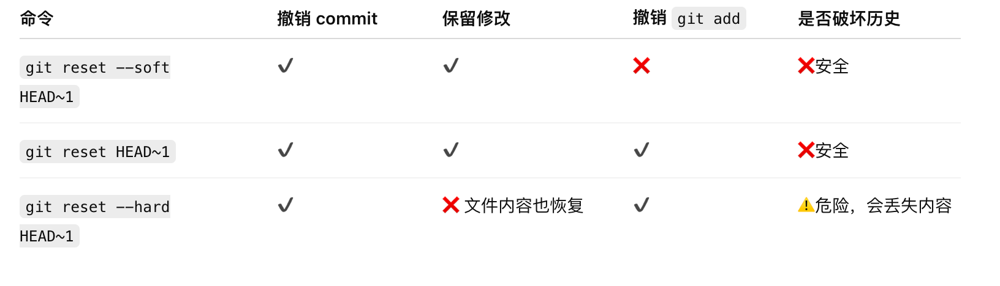 命令 撤销 commit 保留修改 撤销 git add 是否破坏历史
git reset --soft ✔ ✔ ❌ ❌安全
HEAD~1
git reset HEAD~1 ✔ ✔ ✔ ❌安全
git reset --hard ✔ ❌ 文件内容也恢复 ✔ ⚠️危险，会丢失内容
HEAD~1